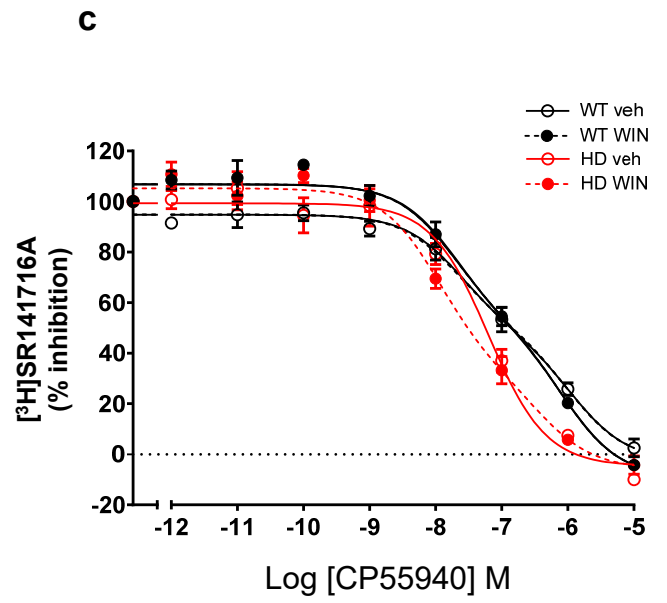 c
WT veh
WT WIN
HD veh
HD WIN
120
100
80
60
40
20
0
-20
[³H]SR141716A
(% inhibition)
-12 -11 -10 -9 -8 -7 -6 -5
Log [CP55940] M